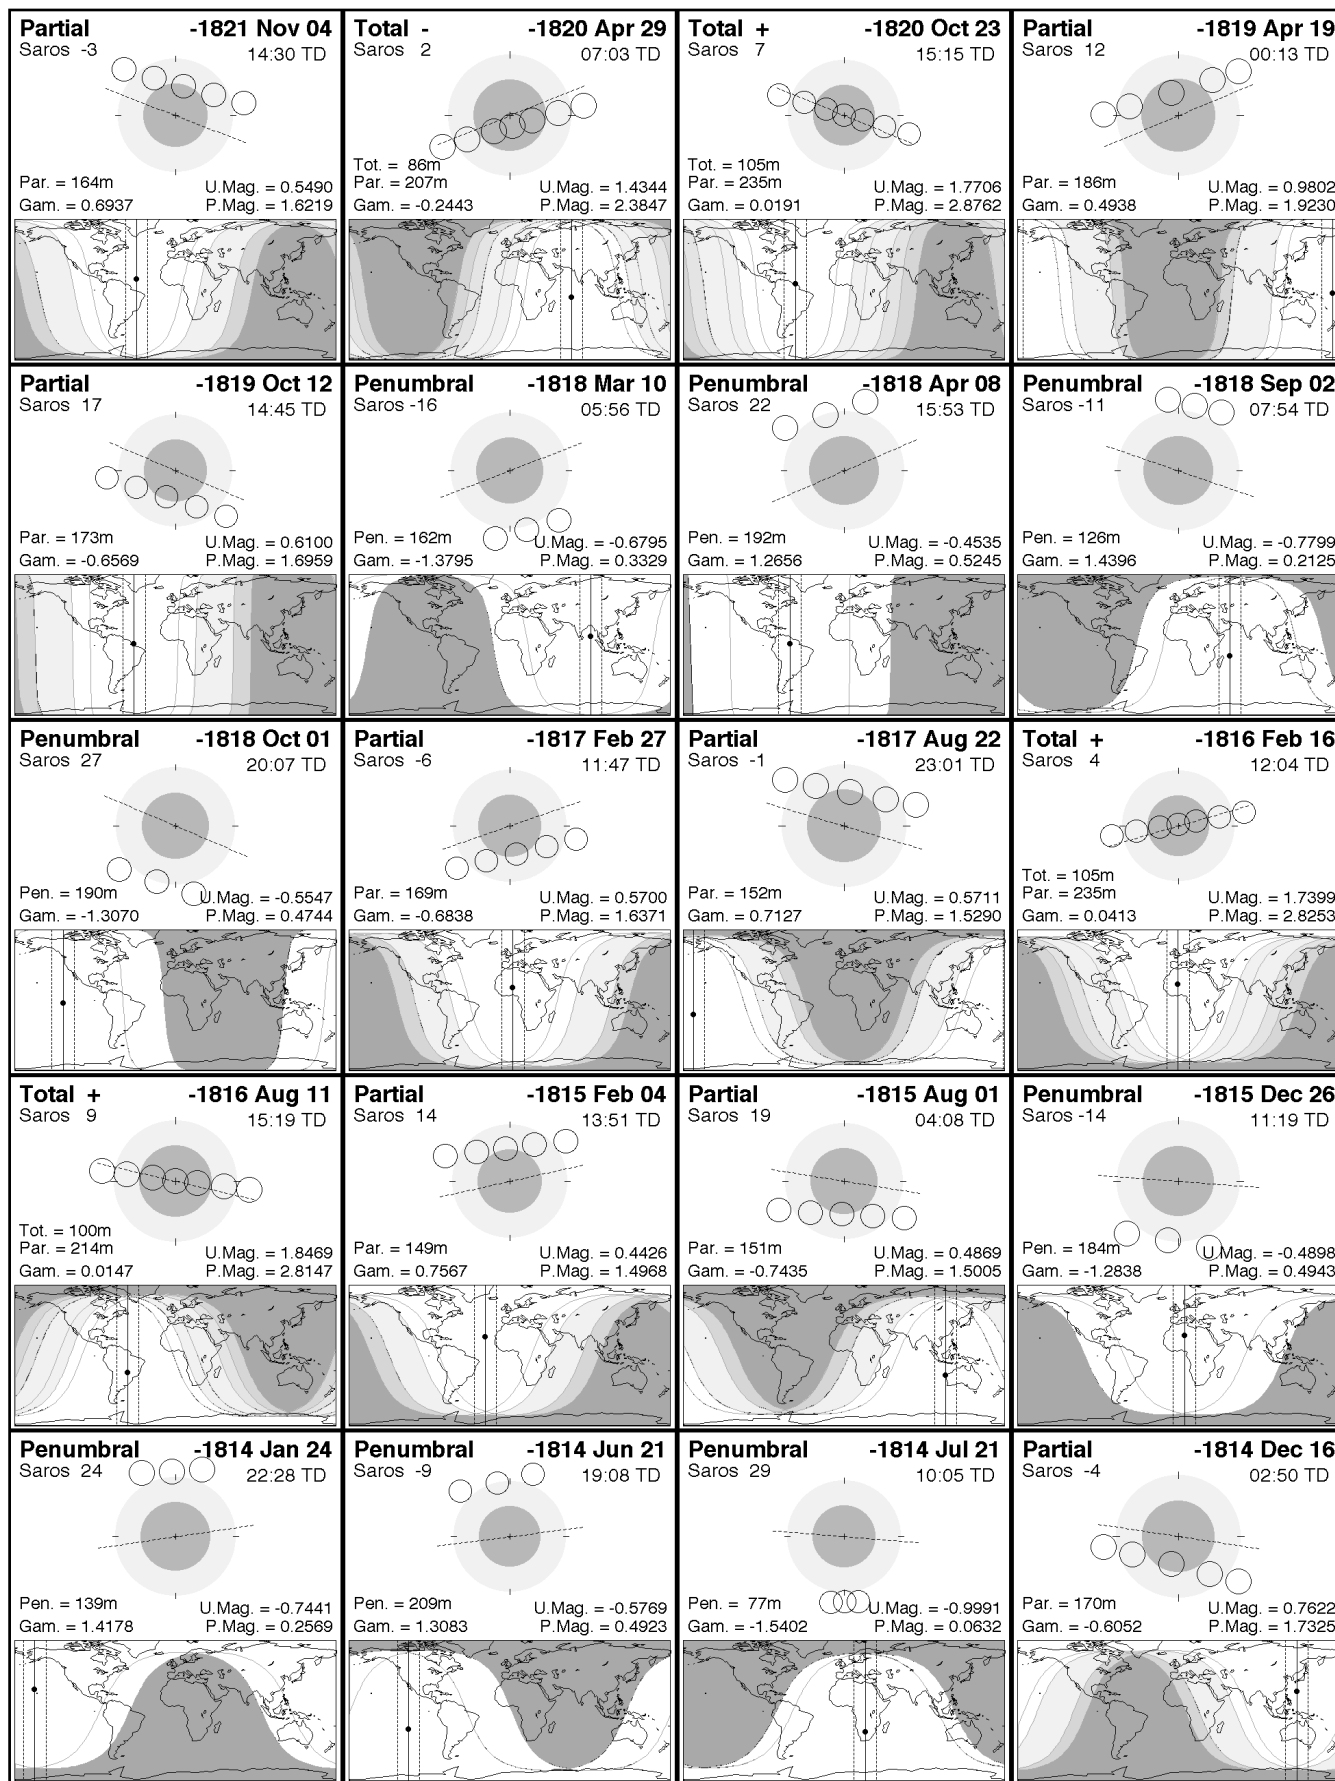 Partial -1821 Nov 04
Saros -3 14:30 TD
Par. = 164m U.Mag. = 0.5490
Gam. = 0.6937 P.Mag. = 1.6219
Total - -1820 Apr 29
Saros 2 07:03 TD
Tot. = 86m
Par. = 207m U.Mag. = 1.4344
Gam. = -0.2443 P.Mag. = 2.3847
Total + -1820 Oct 23
Saros 7 15:15 TD
Tot. = 105m
Par. = 235m U.Mag. = 1.7706
Gam. = 0.0191 P.Mag. = 2.8762
Partial -1819 Apr 19
Saros 12 00:13 TD
Par. = 186m U.Mag. = 0.9802
Gam. = 0.4938 P.Mag. = 1.9230
Partial -1819 Oct 12
Saros 17 14:45 TD
Par. = 173m U.Mag. = 0.6100
Gam. = -0.6569 P.Mag. = 1.6959
Penumbral -1818 Mar 10
Saros -16 05:56 TD
Pen. = 162m U.Mag. = -0.6795
Gam. = -1.3795 P.Mag. = 0.3329
Penumbral -1818 Apr 08
Saros 22 15:53 TD
Pen. = 192m U.Mag. = -0.4535
Gam. = 1.2656 P.Mag. = 0.5245
Penumbral -1818 Sep 02
Saros -11 07:54 TD
Pen. = 126m U.Mag. = -0.7799
Gam. = 1.4396 P.Mag. = 0.2125
Penumbral -1818 Oct 01
Saros 27 20:07 TD
Pen. = 190m U.Mag. = -0.5547
Gam. = -1.3070 P.Mag. = 0.4744
Partial -1817 Feb 27
Saros -6 11:47 TD
Par. = 169m U.Mag. = 0.5700
Gam. = -0.6838 P.Mag. = 1.6371
Partial -1817 Aug 22
Saros -1 23:01 TD
Par. = 152m U.Mag. = 0.5711
Gam. = 0.7127 P.Mag. = 1.5290
Total + -1816 Feb 16
Saros 4 12:04 TD
Tot. = 105m
Par. = 235m U.Mag. = 1.7399
Gam. = 0.0413 P.Mag. = 2.8253
Total + -1816 Aug 11
Saros 9 15:19 TD
Tot. = 100m
Par. = 214m U.Mag. = 1.8469
Gam. = 0.0147 P.Mag. = 2.8147
Partial -1815 Feb 04
Saros 14 13:51 TD
Par. = 149m U.Mag. = 0.4426
Gam. = 0.7567 P.Mag. = 1.4968
Partial -1815 Aug 01
Saros 19 04:08 TD
Par. = 151m U.Mag. = 0.4869
Gam. = -0.7435 P.Mag. = 1.5005
Penumbral -1815 Dec 26
Saros -14 11:19 TD
Pen. = 184m U.Mag. = -0.4898
Gam. = -1.2838 P.Mag. = 0.4943
Penumbral -1814 Jan 24
Saros 24 22:28 TD
Pen. = 139m U.Mag. = -0.7441
Gam. = 1.4178 P.Mag. = 0.2569
Penumbral -1814 Jun 21
Saros -9 19:08 TD
Pen. = 209m U.Mag. = -0.5769
Gam. = 1.3083 P.Mag. = 0.4923
Penumbral -1814 Jul 21
Saros 29 10:05 TD
Pen. = 77m U.Mag. = -0.9991
Gam. = -1.5402 P.Mag. = 0.0632
Partial -1814 Dec 16
Saros -4 02:50 TD
Par. = 170m U.Mag. = 0.7622
Gam. = -0.6052 P.Mag. = 1.7325